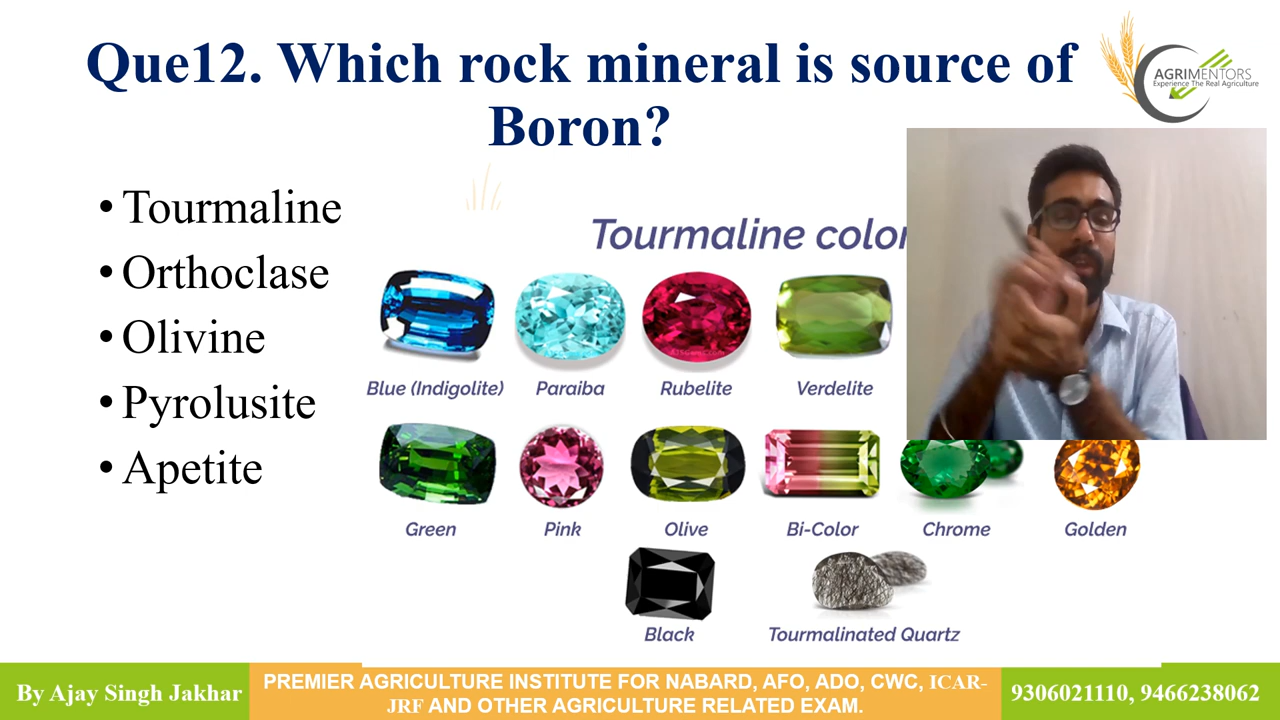 Que12. Which rock mineral is source of
Boron?
AGRIMENTORS
Experience The Real Agriculture
• Tourmaline
• Orthoclase
• Olivine
• Pyrolusite
• Apetite
Tourmaline color
Blue (Indigolite) Paraiba Rubelite Verdelite
Green Pink Olive Bi-Color Chrome Golden
Black Tourmalinated Quartz
By Ajay Singh Jakhar
PREMIER AGRICULTURE INSTITUTE FOR NABARD, AFO, ADO, CWC, ICAR-
JRF AND OTHER AGRICULTURE RELATED EXAM.
9306021110, 9466238062